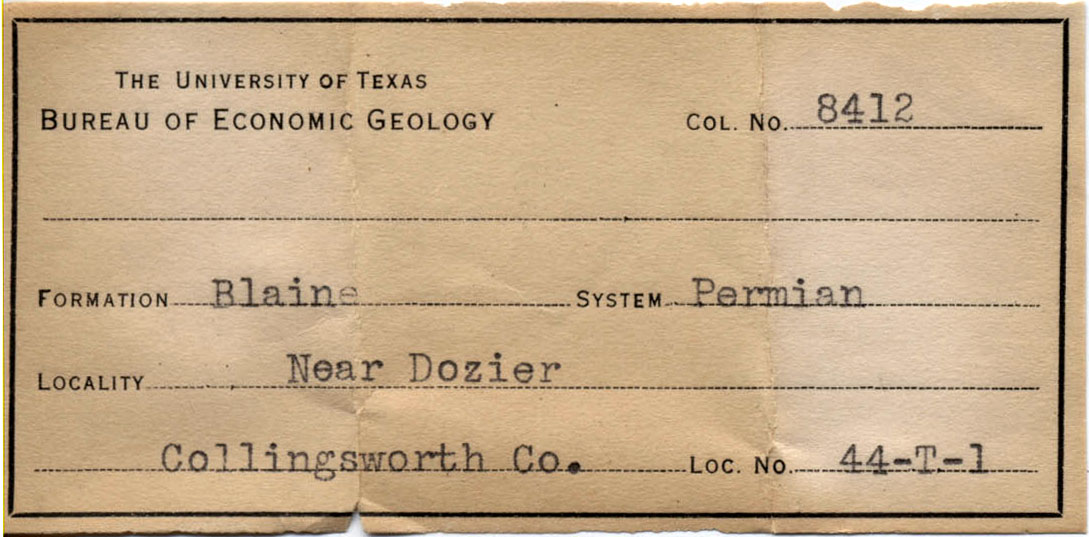 THE UNIVERSITY OF TEXAS
BUREAU OF ECONOMIC GEOLOGY COL. NO. 8412
FORMATION Blaine SYSTEM Permian
LOCALITY Near Dozier
Collingsworth Co. LOC. NO. 44-T-1